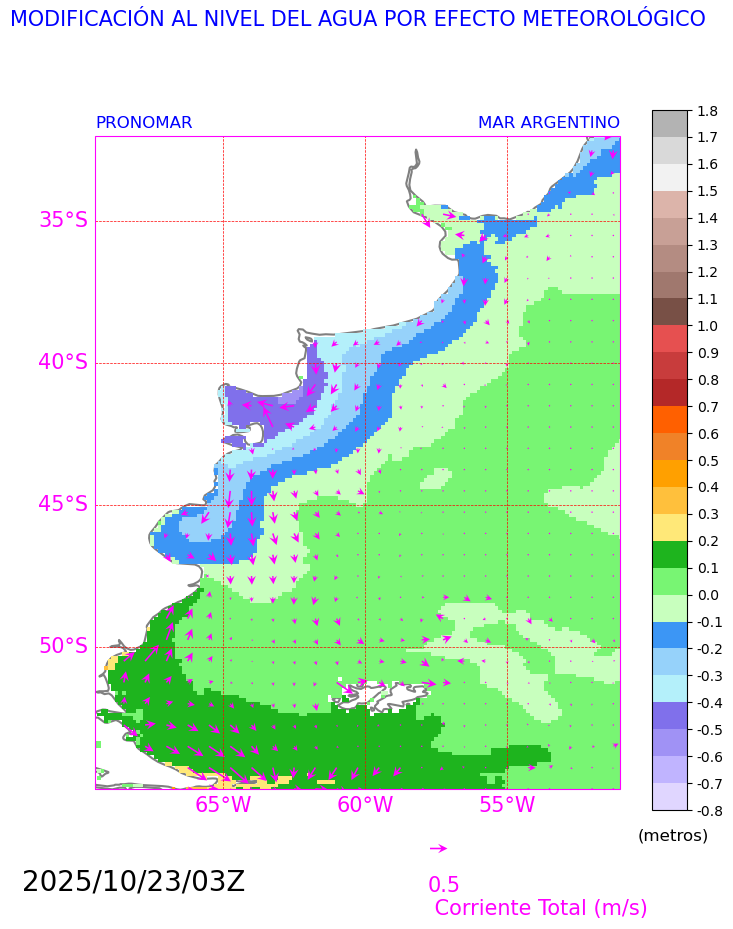 MODIFICACIÓN AL NIVEL DEL AGUA POR EFECTO METEOROLÓGICO
PRONOMAR MAR ARGENTINO
35°S
40°S
45°S
50°S
65°W 60°W 55°W
1.8
1.7
1.6
1.5
1.4
1.3
1.2
1.1
1.0
0.9
0.8
0.7
0.6
0.5
0.4
0.3
0.2
0.1
0.0
-0.1
-0.2
-0.3
-0.4
-0.5
-0.6
-0.7
-0.8
(metros)
2025/10/23/03Z
0.5
Corriente Total (m/s)